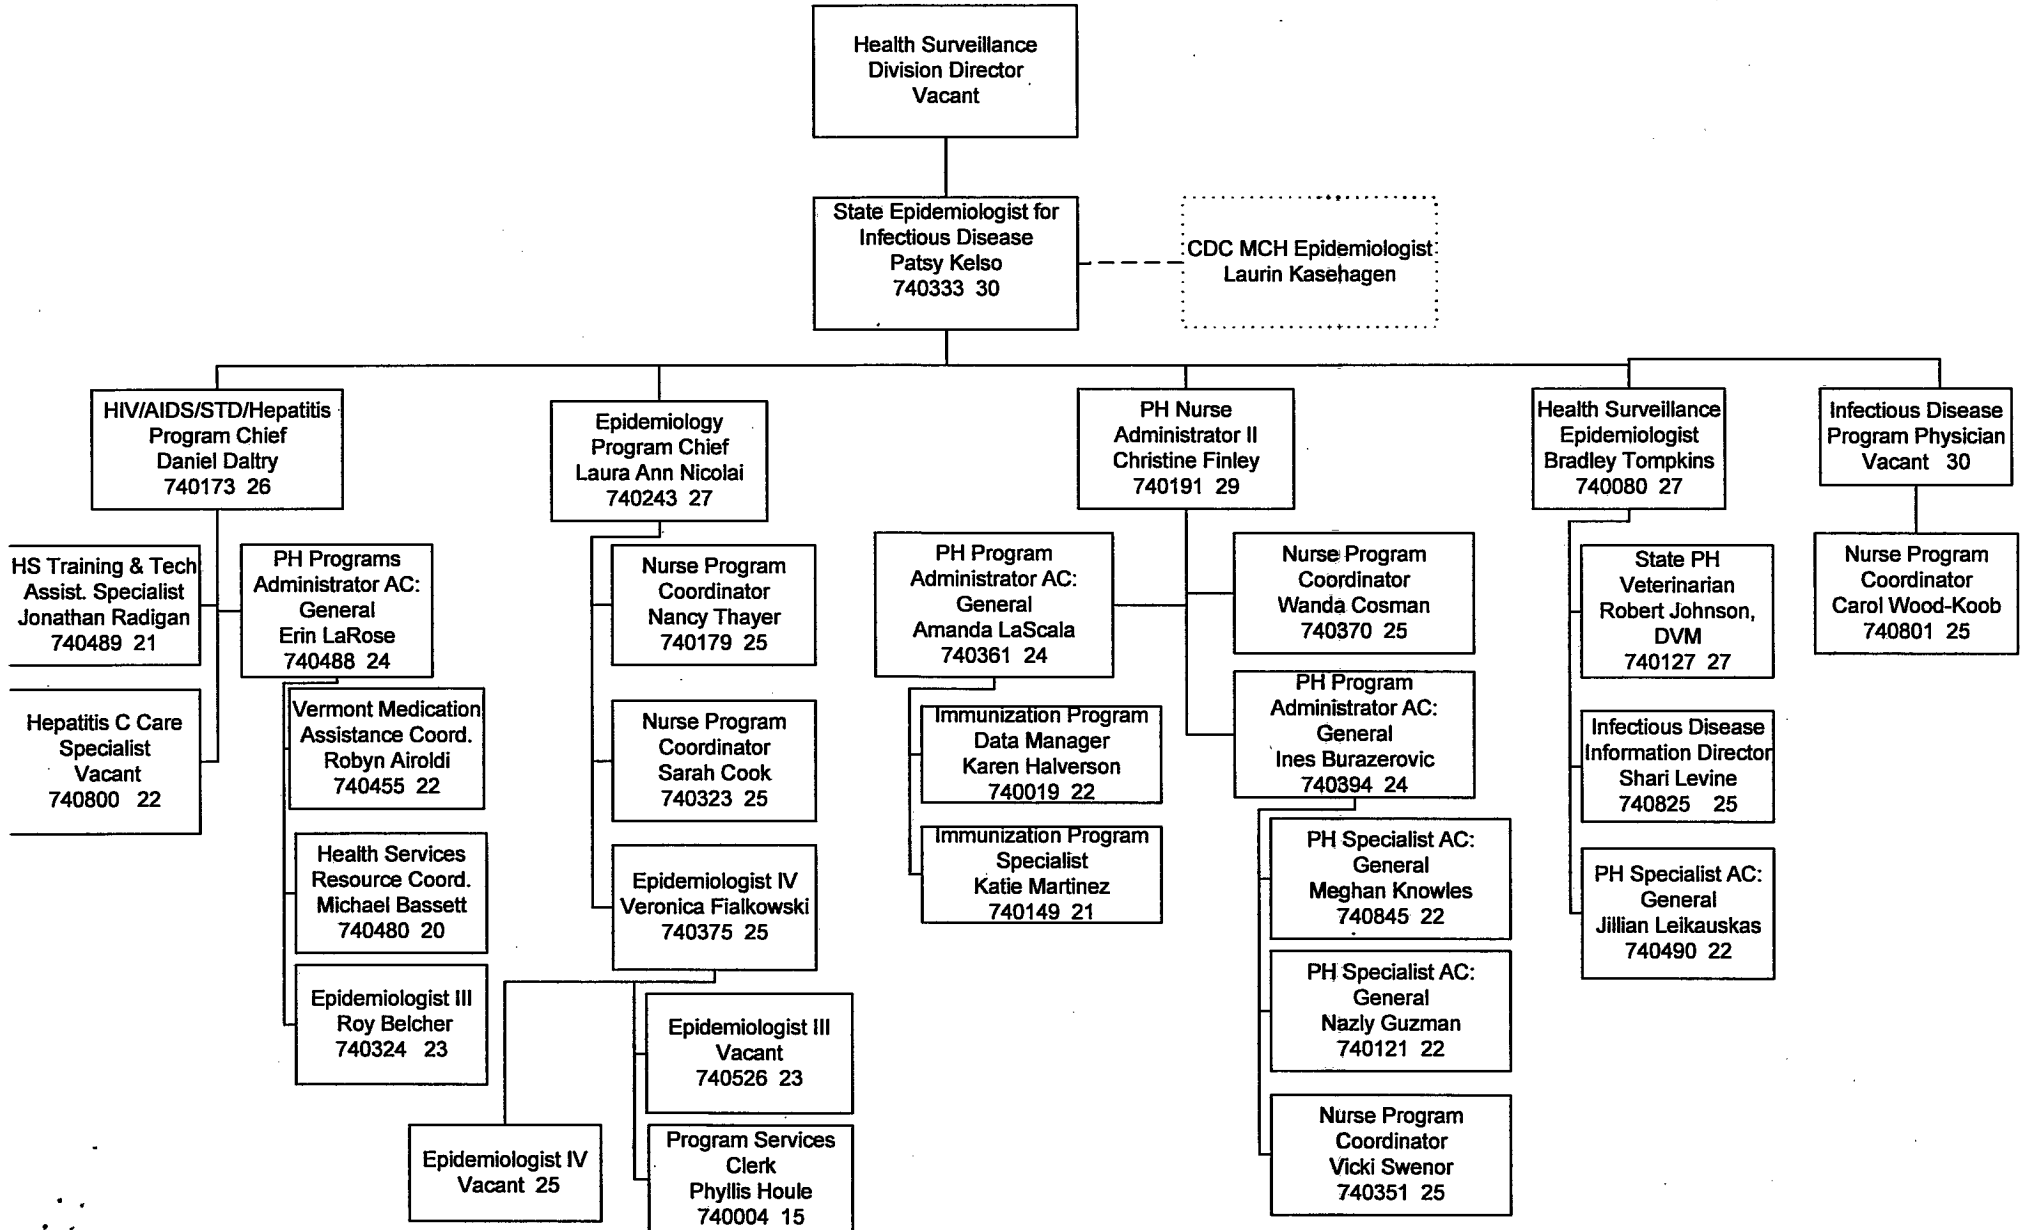 Health Surveillance
Division Director
Vacant
State Epidemiologist for
Infectious Disease
Patsy Kelso
740333 30
CDC MCH Epidemiologist
Laurin Kasehagen
HIV/AIDS/STD/Hepatitis
Program Chief
Daniel Daltry
740173 26
Epidemiology
Program Chief
Laura Ann Nicolai
740243 27
PH Nurse
Administrator II
Christine Finley
740191 29
Health Surveillance
Epidemiologist
Bradley Tompkins
740080 27
Infectious Disease
Program Physician
Vacant 30
HS Training & Tech
Assist. Specialist
Jonathan Radigan
740489 21
PH Programs
Administrator AC:
General
Erin LaRose
740488 24
Hepatitis C Care
Specialist
Vacant
740800 22
Vermont Medication
Assistance Coord.
Robyn Airoldi
740455 22
Health Services
Resource Coord.
Michael Bassett
740480 20
Epidemiologist III
Roy Belcher
740324 23
Nurse Program
Coordinator
Nancy Thayer
740179 25
Nurse Program
Coordinator
Sarah Cook
740323 25
Epidemiologist IV
Veronica Fialkowski
740375 25
Epidemiologist IV
Vacant 25
Epidemiologist III
Vacant
740526 23
Program Services
Clerk
Phyllis Houle
740004 15
PH Program
Administrator AC:
General
Amanda LaScala
740361 24
Immunization Program
Data Manager
Karen Halverson
740019 22
Immunization Program
Specialist
Katie Martinez
740149 21
Nurse Program
Coordinator
Wanda Cosman
740370 25
PH Program
Administrator AC:
General
Ines Burazerovic
740394 24
PH Specialist AC:
General
Meghan Knowles
740845 22
PH Specialist AC:
General
Nazly Guzman
740121 22
Nurse Program
Coordinator
Vicki Swenor
740351 25
State PH
Veterinarian
Robert Johnson,
DVM
740127 27
Infectious Disease
Information Director
Shari Levine
740825 25
PH Specialist AC:
General
Jillian Leikauskas
740490 22
Nurse Program
Coordinator
Carol Wood-Koob
740801 25